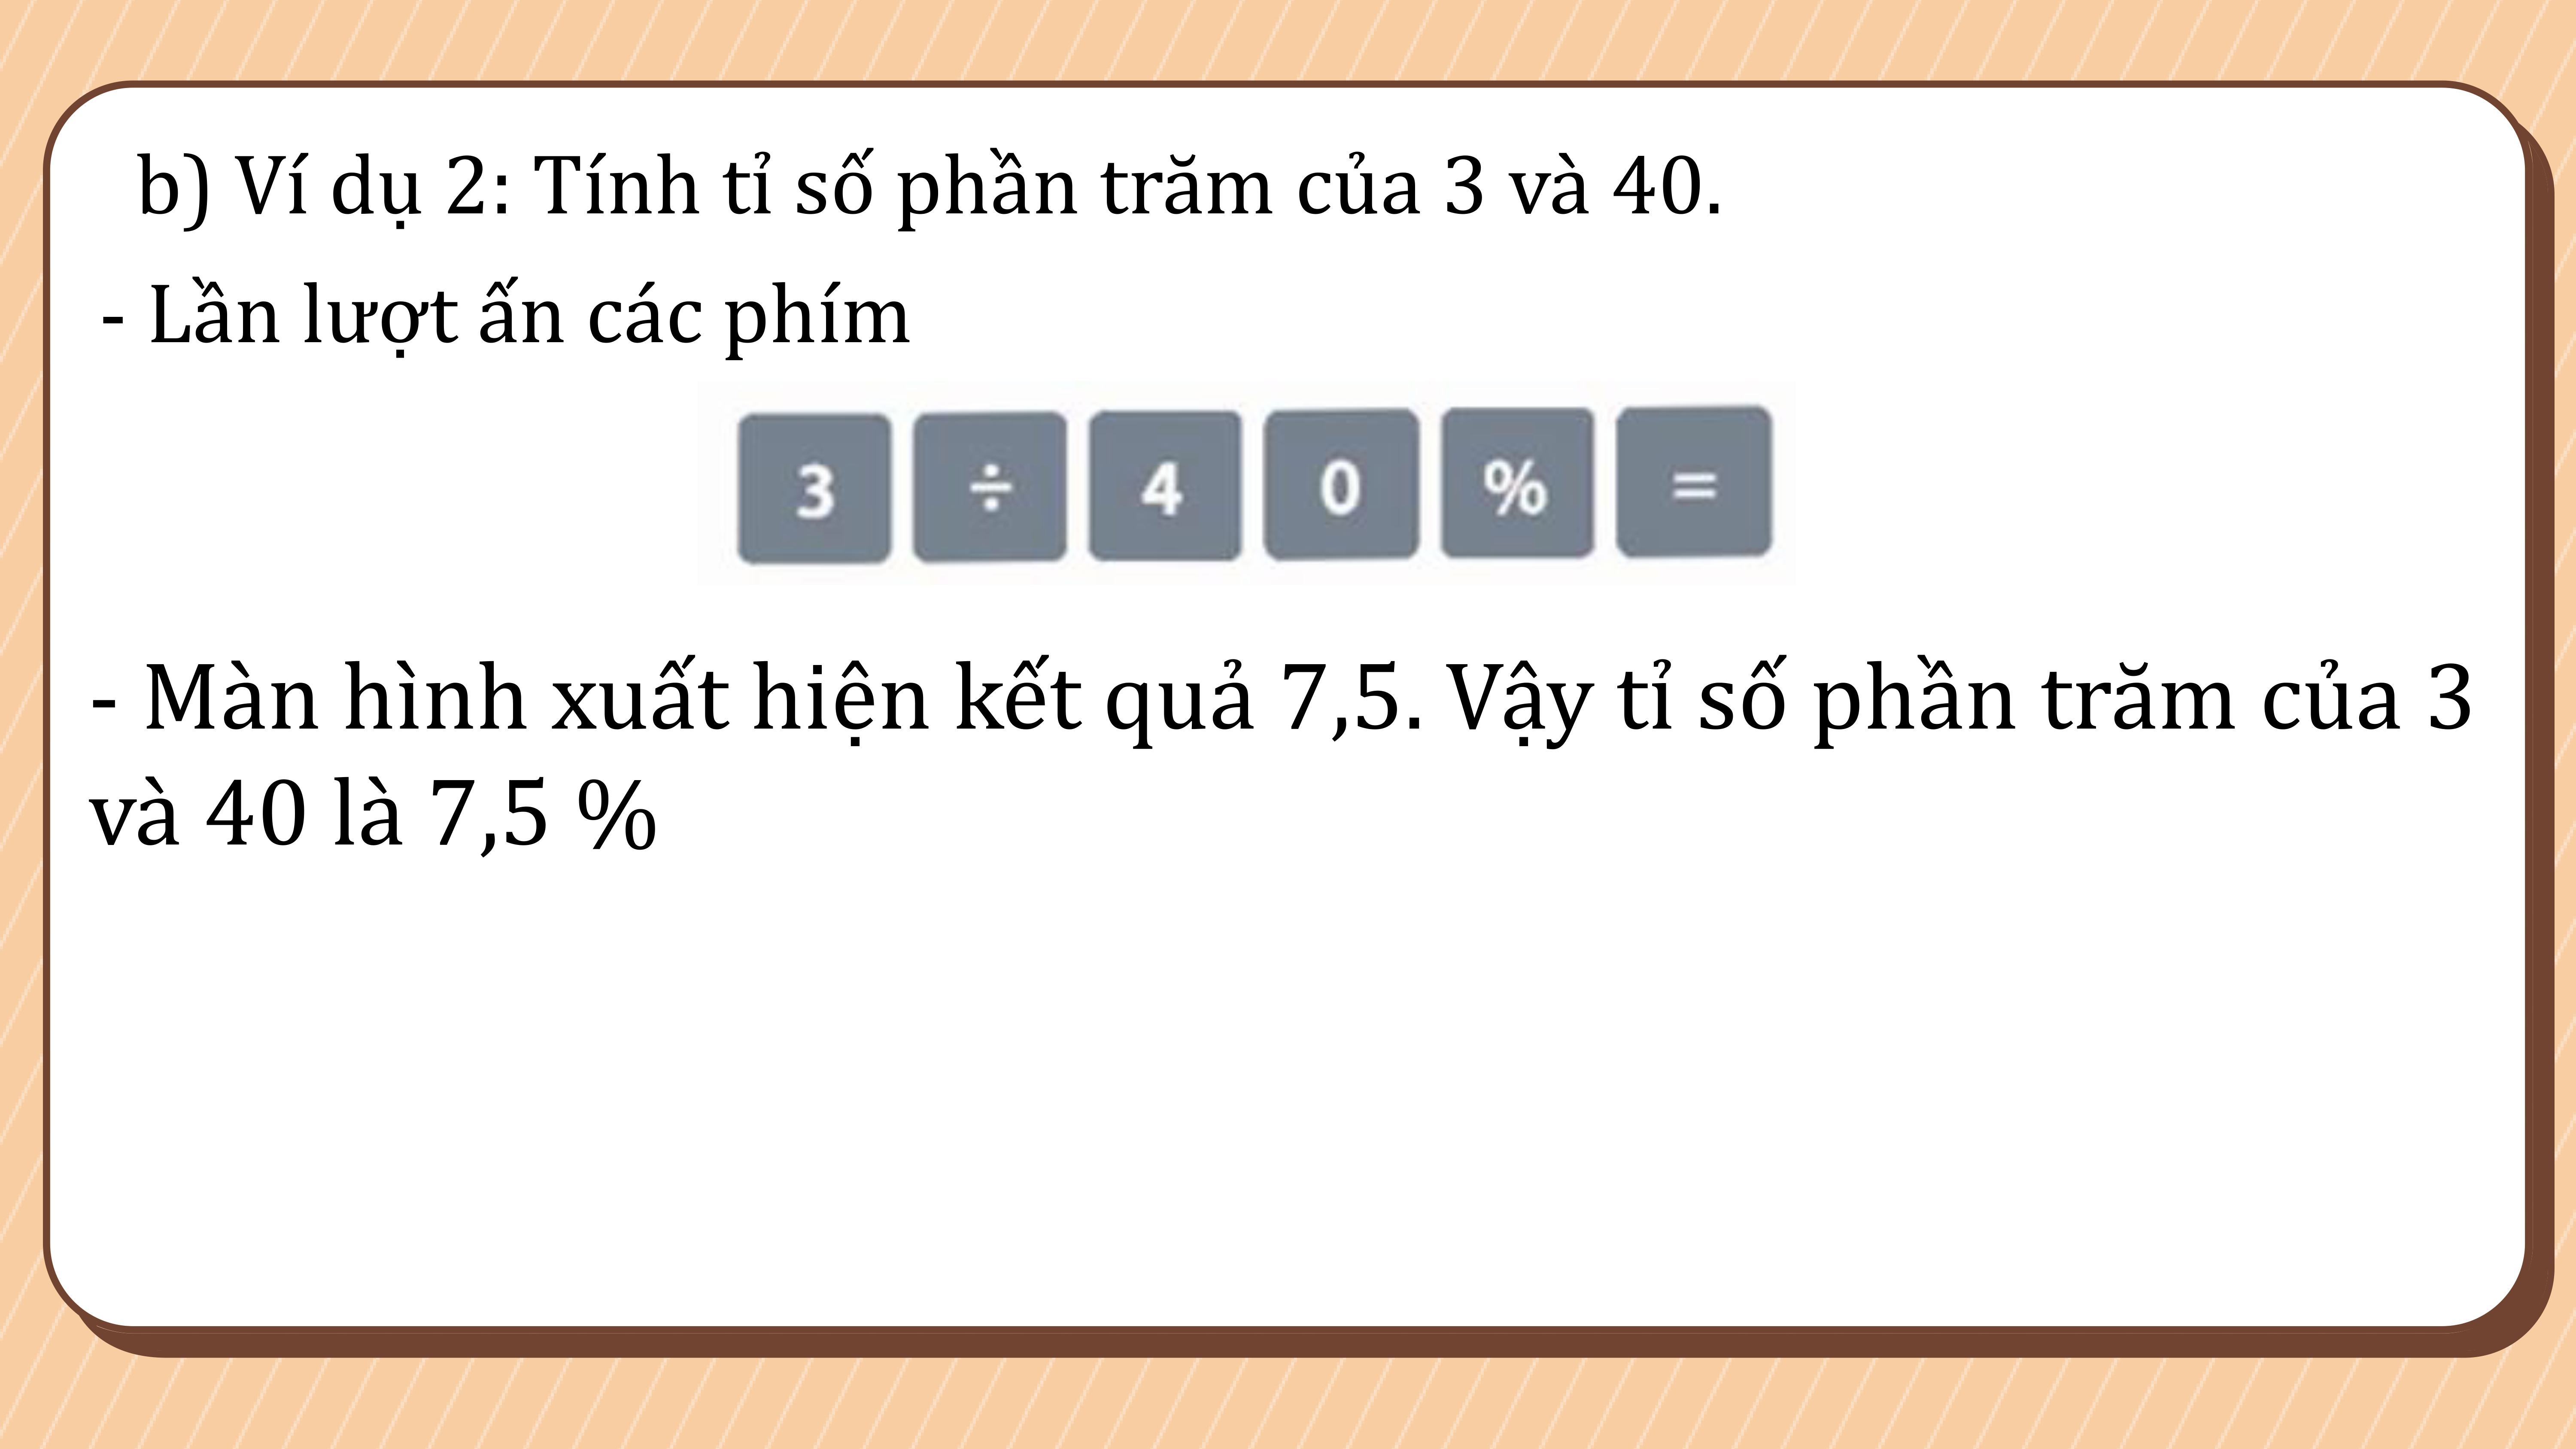 b) Ví dụ 2: Tính tỉ số phần trăm của 3 và 40.
- Lần lượt ấn các phím
3 ÷ 4 0 % =
- Màn hình xuất hiện kết quả 7,5. Vậy tỉ số phần trăm của 3
và 40 là 7,5 %